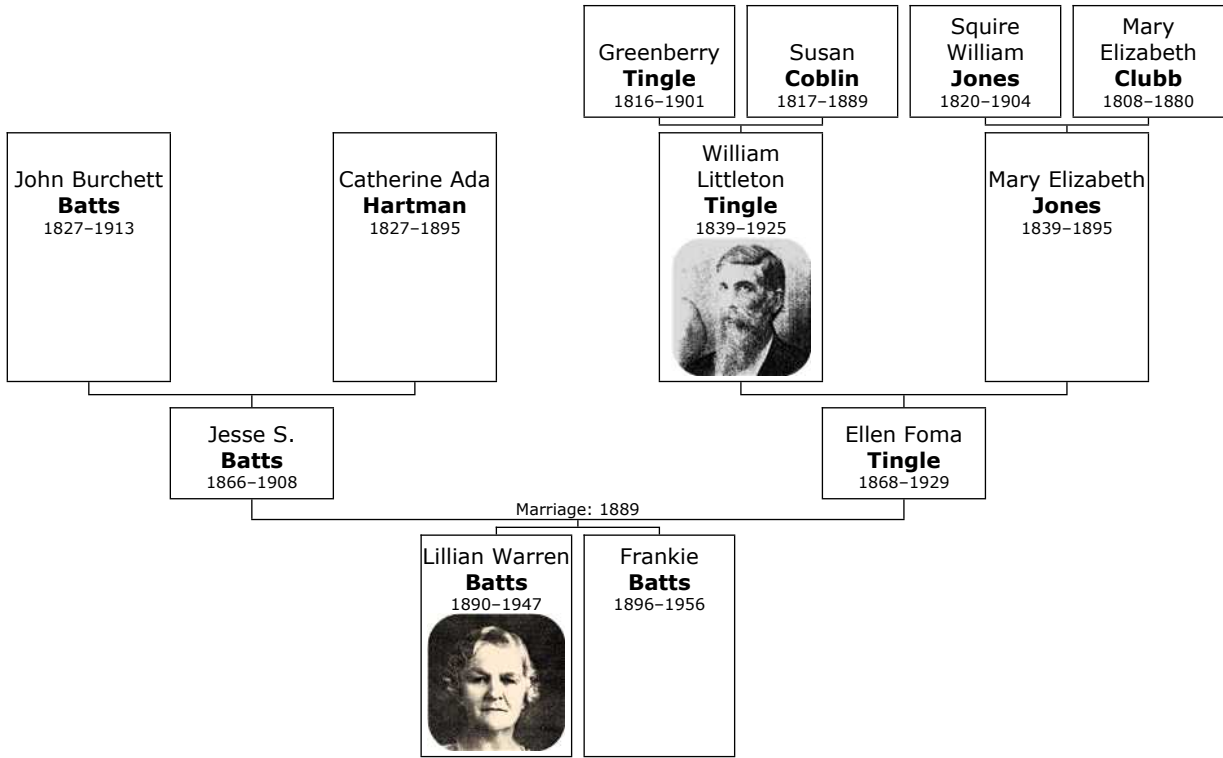 Greenberry
Tingle
1816–1901
Susan
Coblin
1817–1889
Squire
William
Jones
1820–1904
Mary
Elizabeth
Clubb
1808–1880
John Burchett
Batts
1827–1913
Catherine Ada
Hartman
1827–1895
William
Littleton
Tingle
1839–1925
Mary Elizabeth
Jones
1839–1895
Jesse S.
Batts
1866–1908
Ellen Foma
Tingle
1868–1929
Marriage: 1889
Lillian Warren
Batts
1890–1947
Frankie
Batts
1896–1956